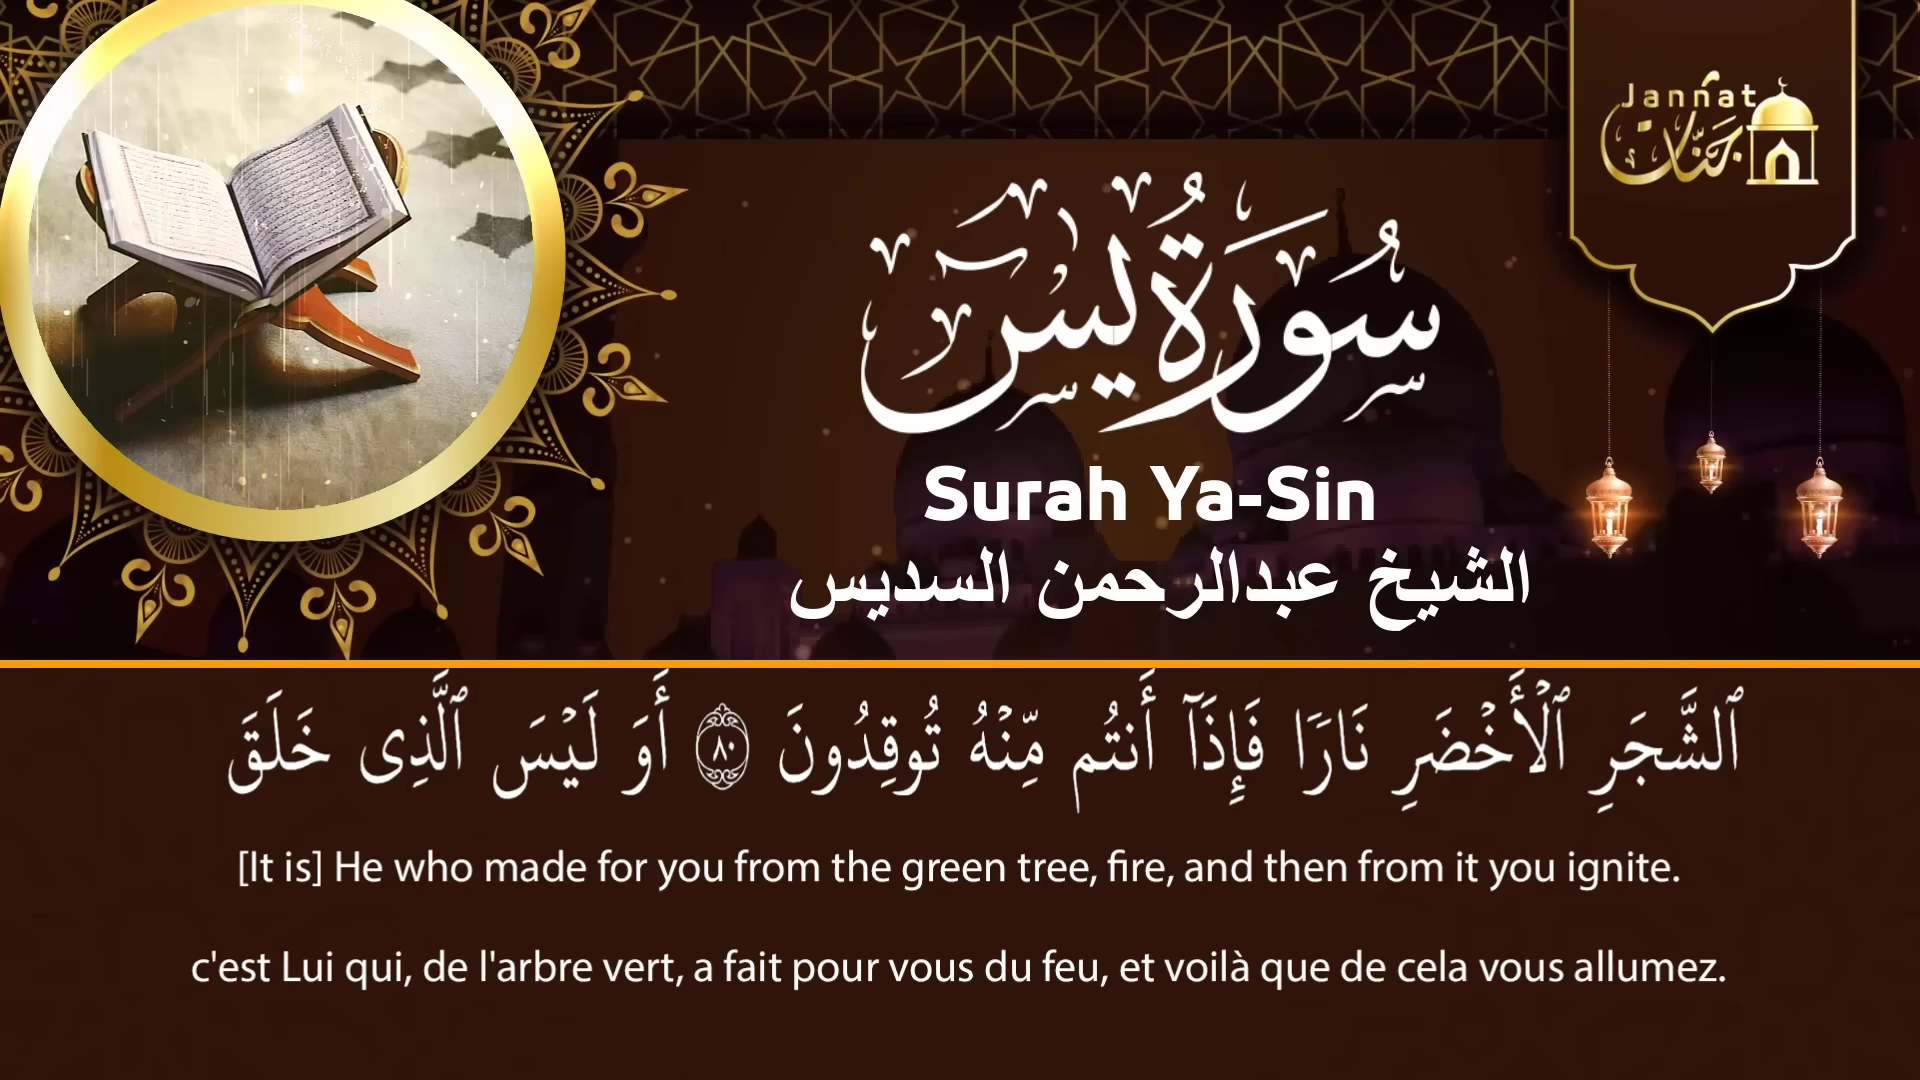 Jannat
جنات
سُورَةُ يسٓ
Surah Ya-Sin
الشيخ عبدالرحمن السديس
ٱلشَّجَرِ ٱلْأَخْضَرِ نَارًا فَإِذَآ أَنتُم مِّنْهُ تُوقِدُونَ ٨٠ أَوَ لَيْسَ ٱلَّذِى خَلَقَ
[It is] He who made for you from the green tree, fire, and then from it you ignite.
c'est Lui qui, de l'arbre vert, a fait pour vous du feu, et voilà que de cela vous allumez.